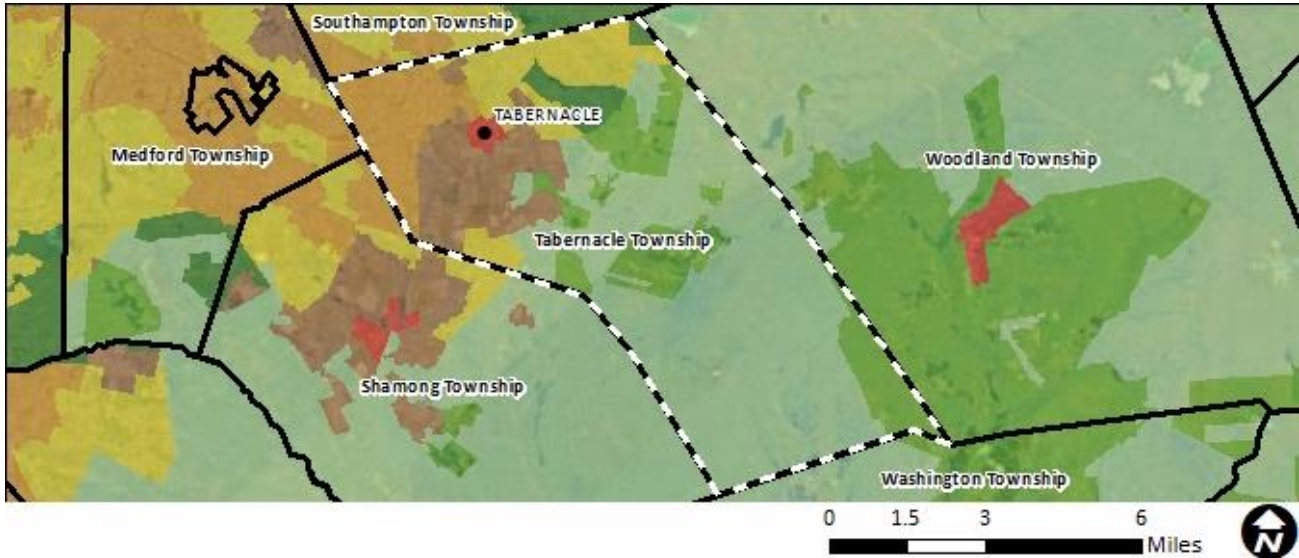 Southampton Township
TABERNACLE
Medford Township
Woodland Township
Tabernacle Township
Shamong Township
Washington Township
0 1.5 3 6
Miles
N